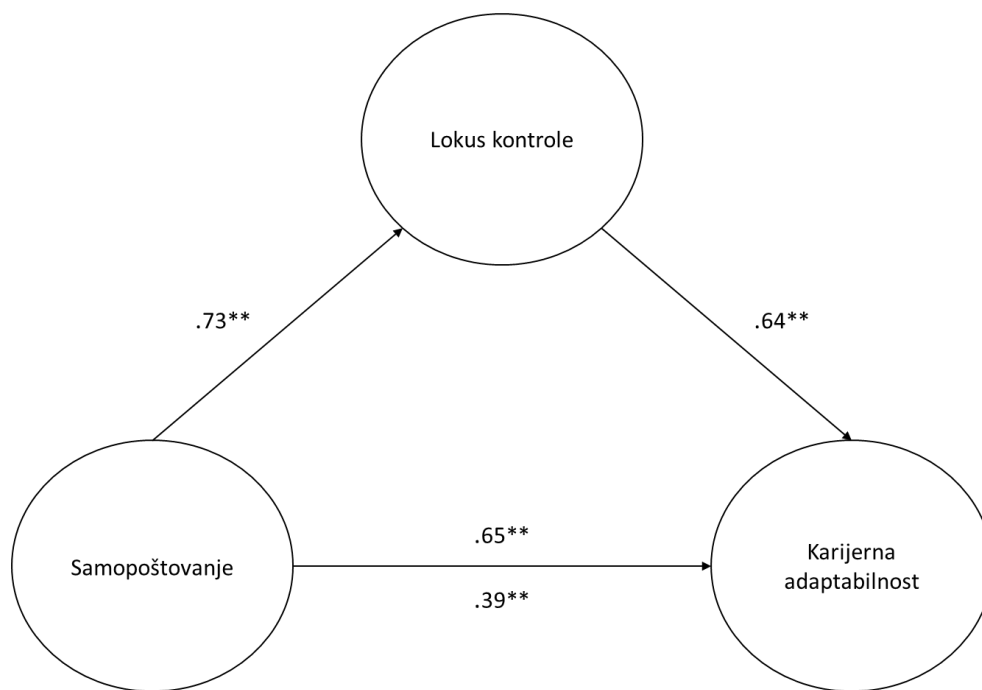 Lokus kontrole
.73**
.64**
Samopoštovanje
.65**
.39**
Karijerna
adaptabilnost